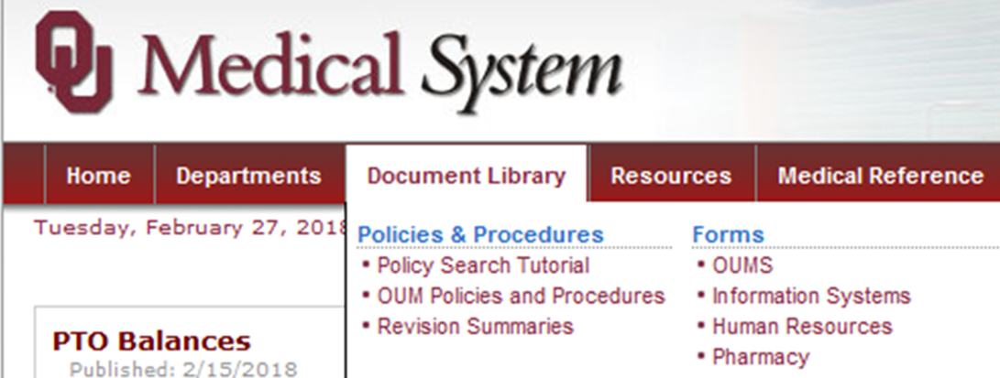 OU Medical System
Home Departments Document Library Resources Medical Reference
Tuesday, February 27, 2018
Policies & Procedures
• Policy Search Tutorial
• OUM Policies and Procedures
• Revision Summaries
Forms
• OUMS
• Information Systems
• Human Resources
• Pharmacy
PTO Balances
Published: 2/15/2018